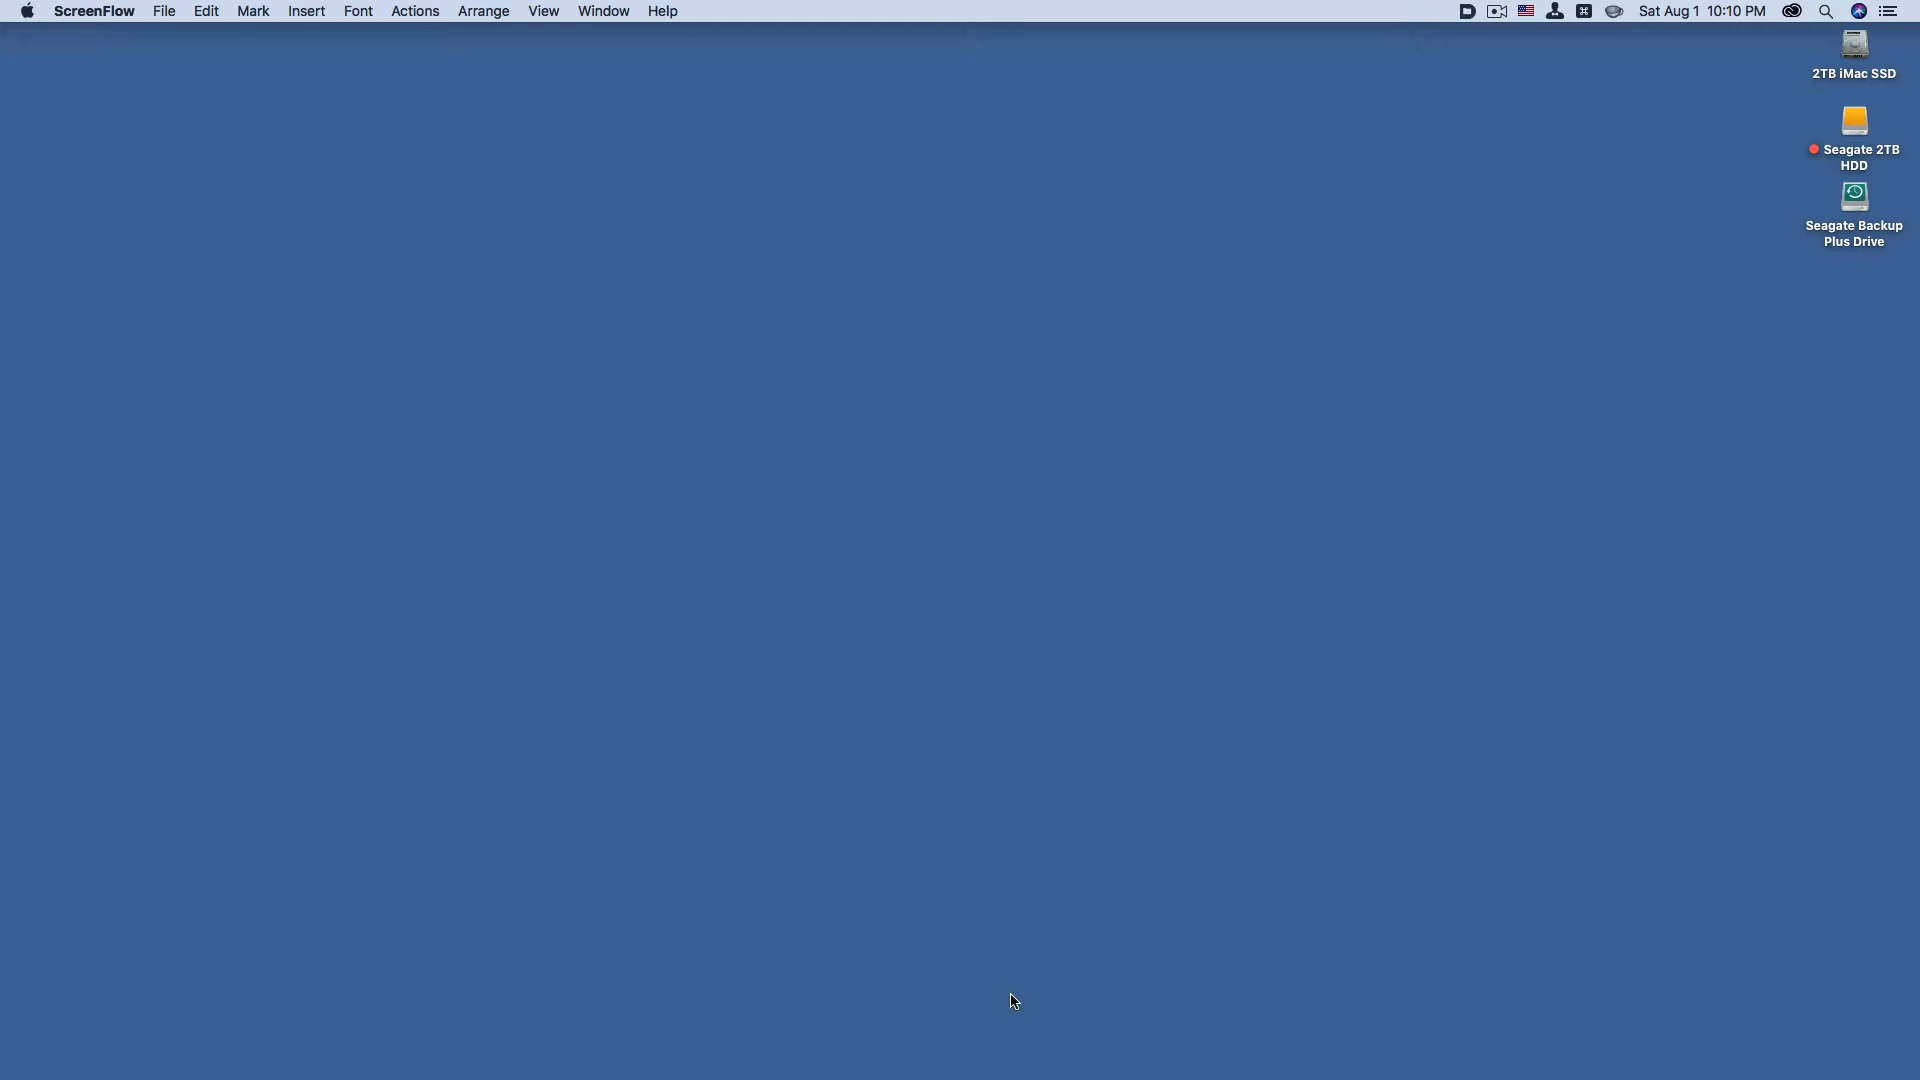 ScreenFlow File Edit Mark Insert Font Actions Arrange View Window Help Sat Aug 1 10:10 PM
2TB iMac SSD
Seagate 2TB
HDD
Seagate Backup
Plus Drive